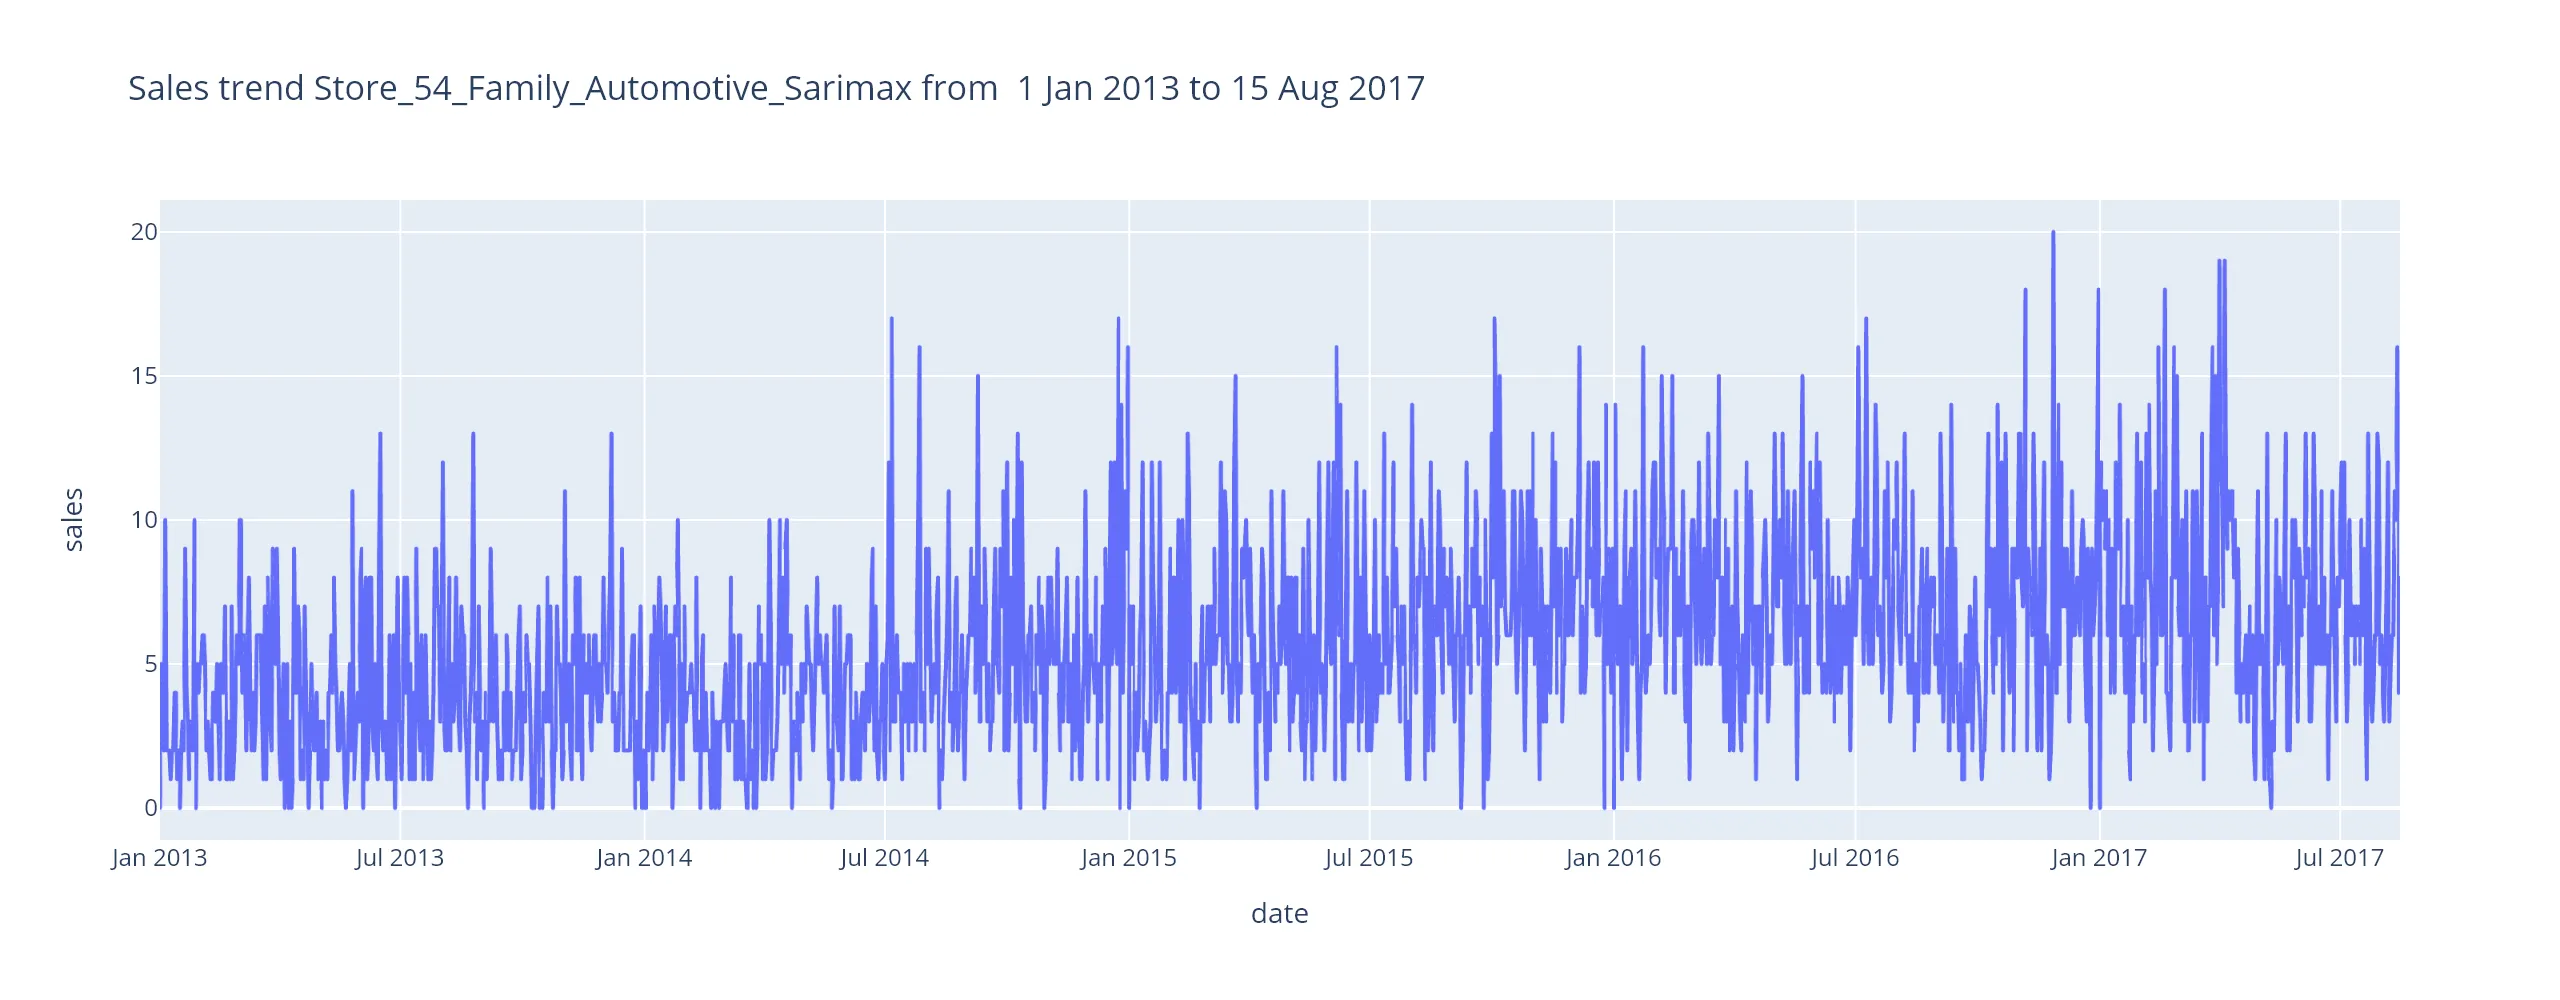 Sales trend Store_54_Family_Automotive_Sarimax from  1 Jan 2013 to 15 Aug 2017
20
15
10
5
0
sales
Jan 2013
Jul 2013
Jan 2014
Jul 2014
Jan 2015
Jul 2015
Jan 2016
Jul 2016
Jan 2017
Jul 2017
date